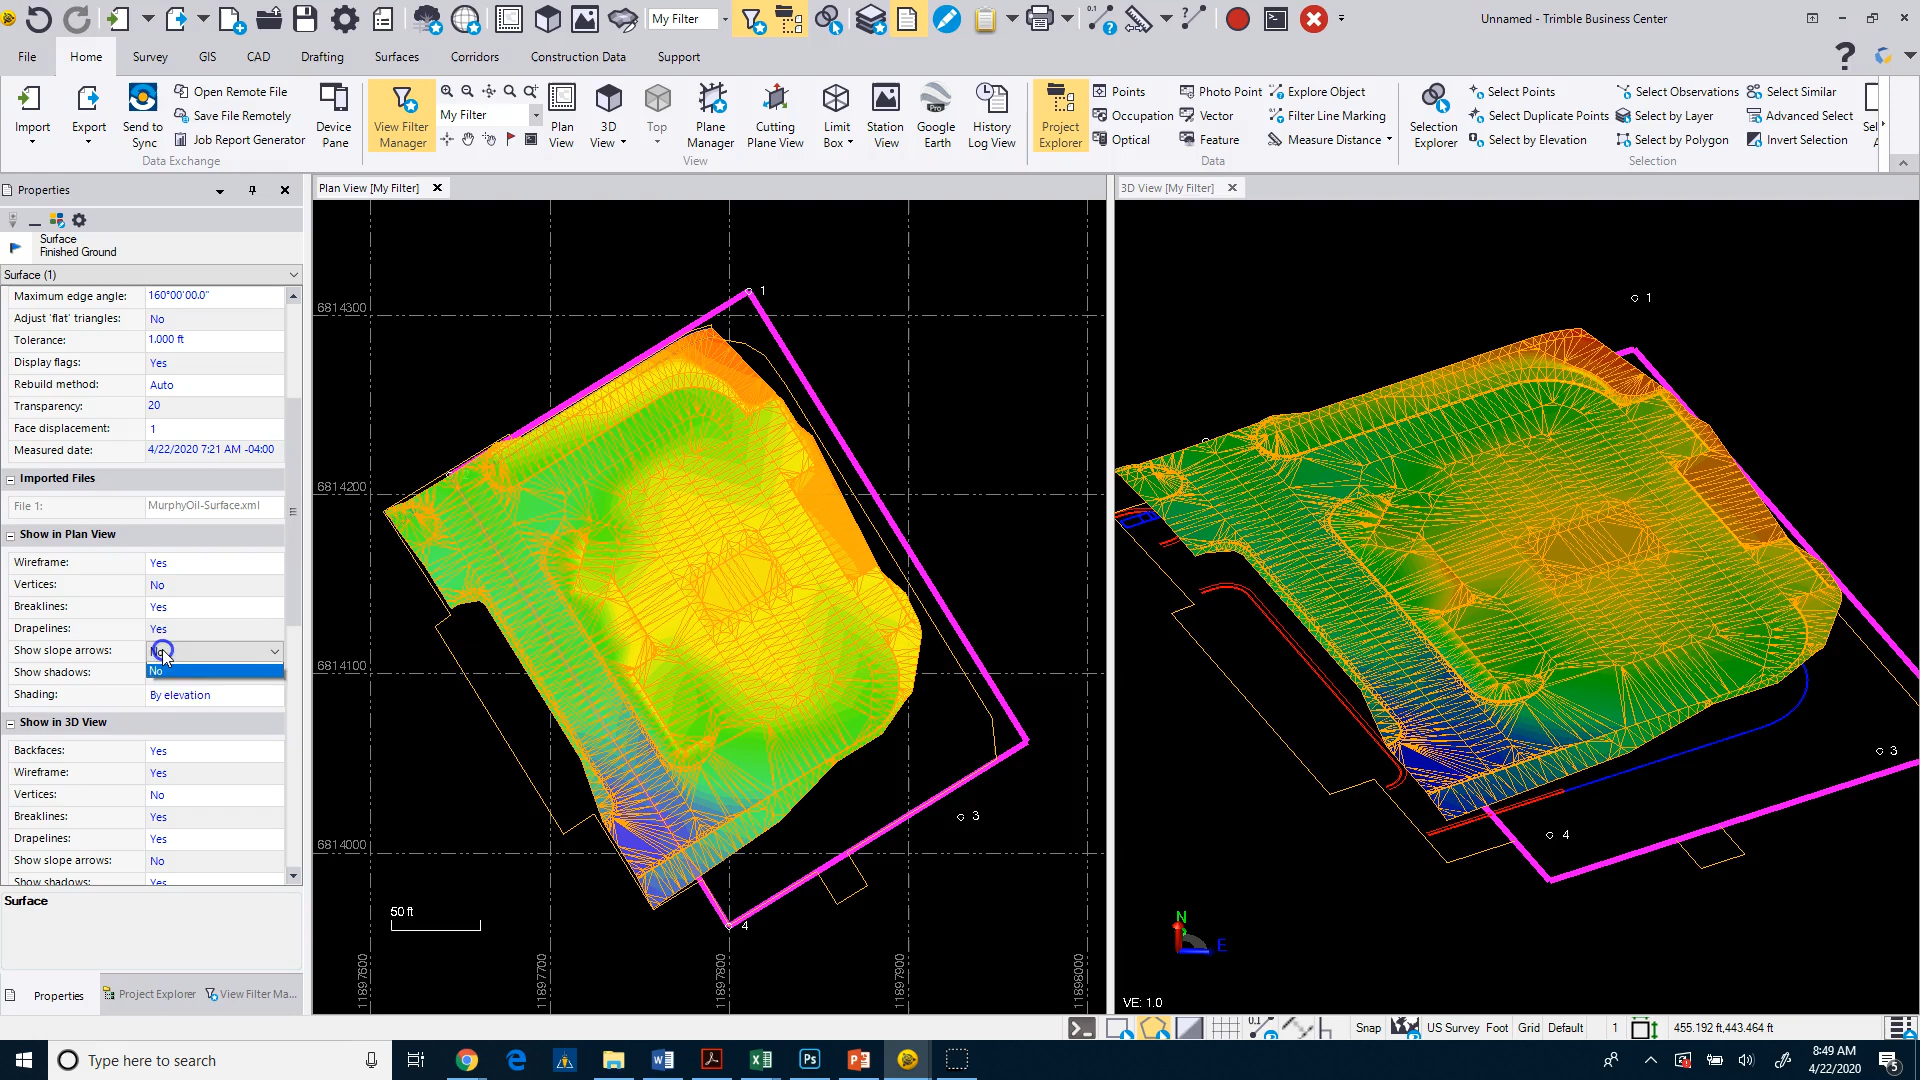 My Filter
Unnamed - Trimble Business Center
File
Home
Survey
GIS
CAD
Drafting
Surfaces
Corridors
Construction Data
Support
Import
Export
Send to
Sync
Open Remote File
Save File Remotely
Job Report Generator
Device
Pane
Data Exchange
View Filter
Manager
My Filter
Plan
View
3D
View
Top
Plane
Manager
Cutting
Plane View
Limit
Box
Station
View
Google
Earth
History
Log View
View
Project
Explorer
Points
Occupation
Optical
Photo Point
Vector
Feature
Explore Object
Filter Line Marking
Measure Distance
Data
Selection
Explorer
Select Points
Select Duplicate Points
Select by Elevation
Select Observations
Select by Layer
Select by Polygon
Select Similar
Advanced Select
Invert Selection
Selection
Properties
Surface
Finished Ground
Surface (1)
Maximum edge angle: 160°00'00.0"
Adjust 'flat' triangles: No
Tolerance: 1.000 ft
Display flags: Yes
Rebuild method: Auto
Transparency: 20
Face displacement: 1
Measured date: 4/22/2020 7:21 AM -04:00
Imported Files
File 1: MurphyOil-Surface.xml
Show in Plan View
Wireframe: Yes
Vertices: No
Breaklines: Yes
Drapelines: Yes
Show slope arrows: No
No
Show shadows:
Shading: By elevation
Show in 3D View
Backfaces: Yes
Wireframe: Yes
Vertices: No
Breaklines: Yes
Drapelines: Yes
Show slope arrows: No
Show shadows: Yes
Surface
Properties
Project Explorer
View Filter Ma...
Plan View [My Filter]
6814300
6814200
6814100
6814000
1
3
4
50 ft
11897600
11897700
11897800
11897900
11898000
3D View [My Filter]
1
3
4
N
E
VE: 1.0
Snap
US Survey Foot
Grid
Default
1
455.192 ft,443.464 ft
Type here to search
8:49 AM
4/22/2020
5